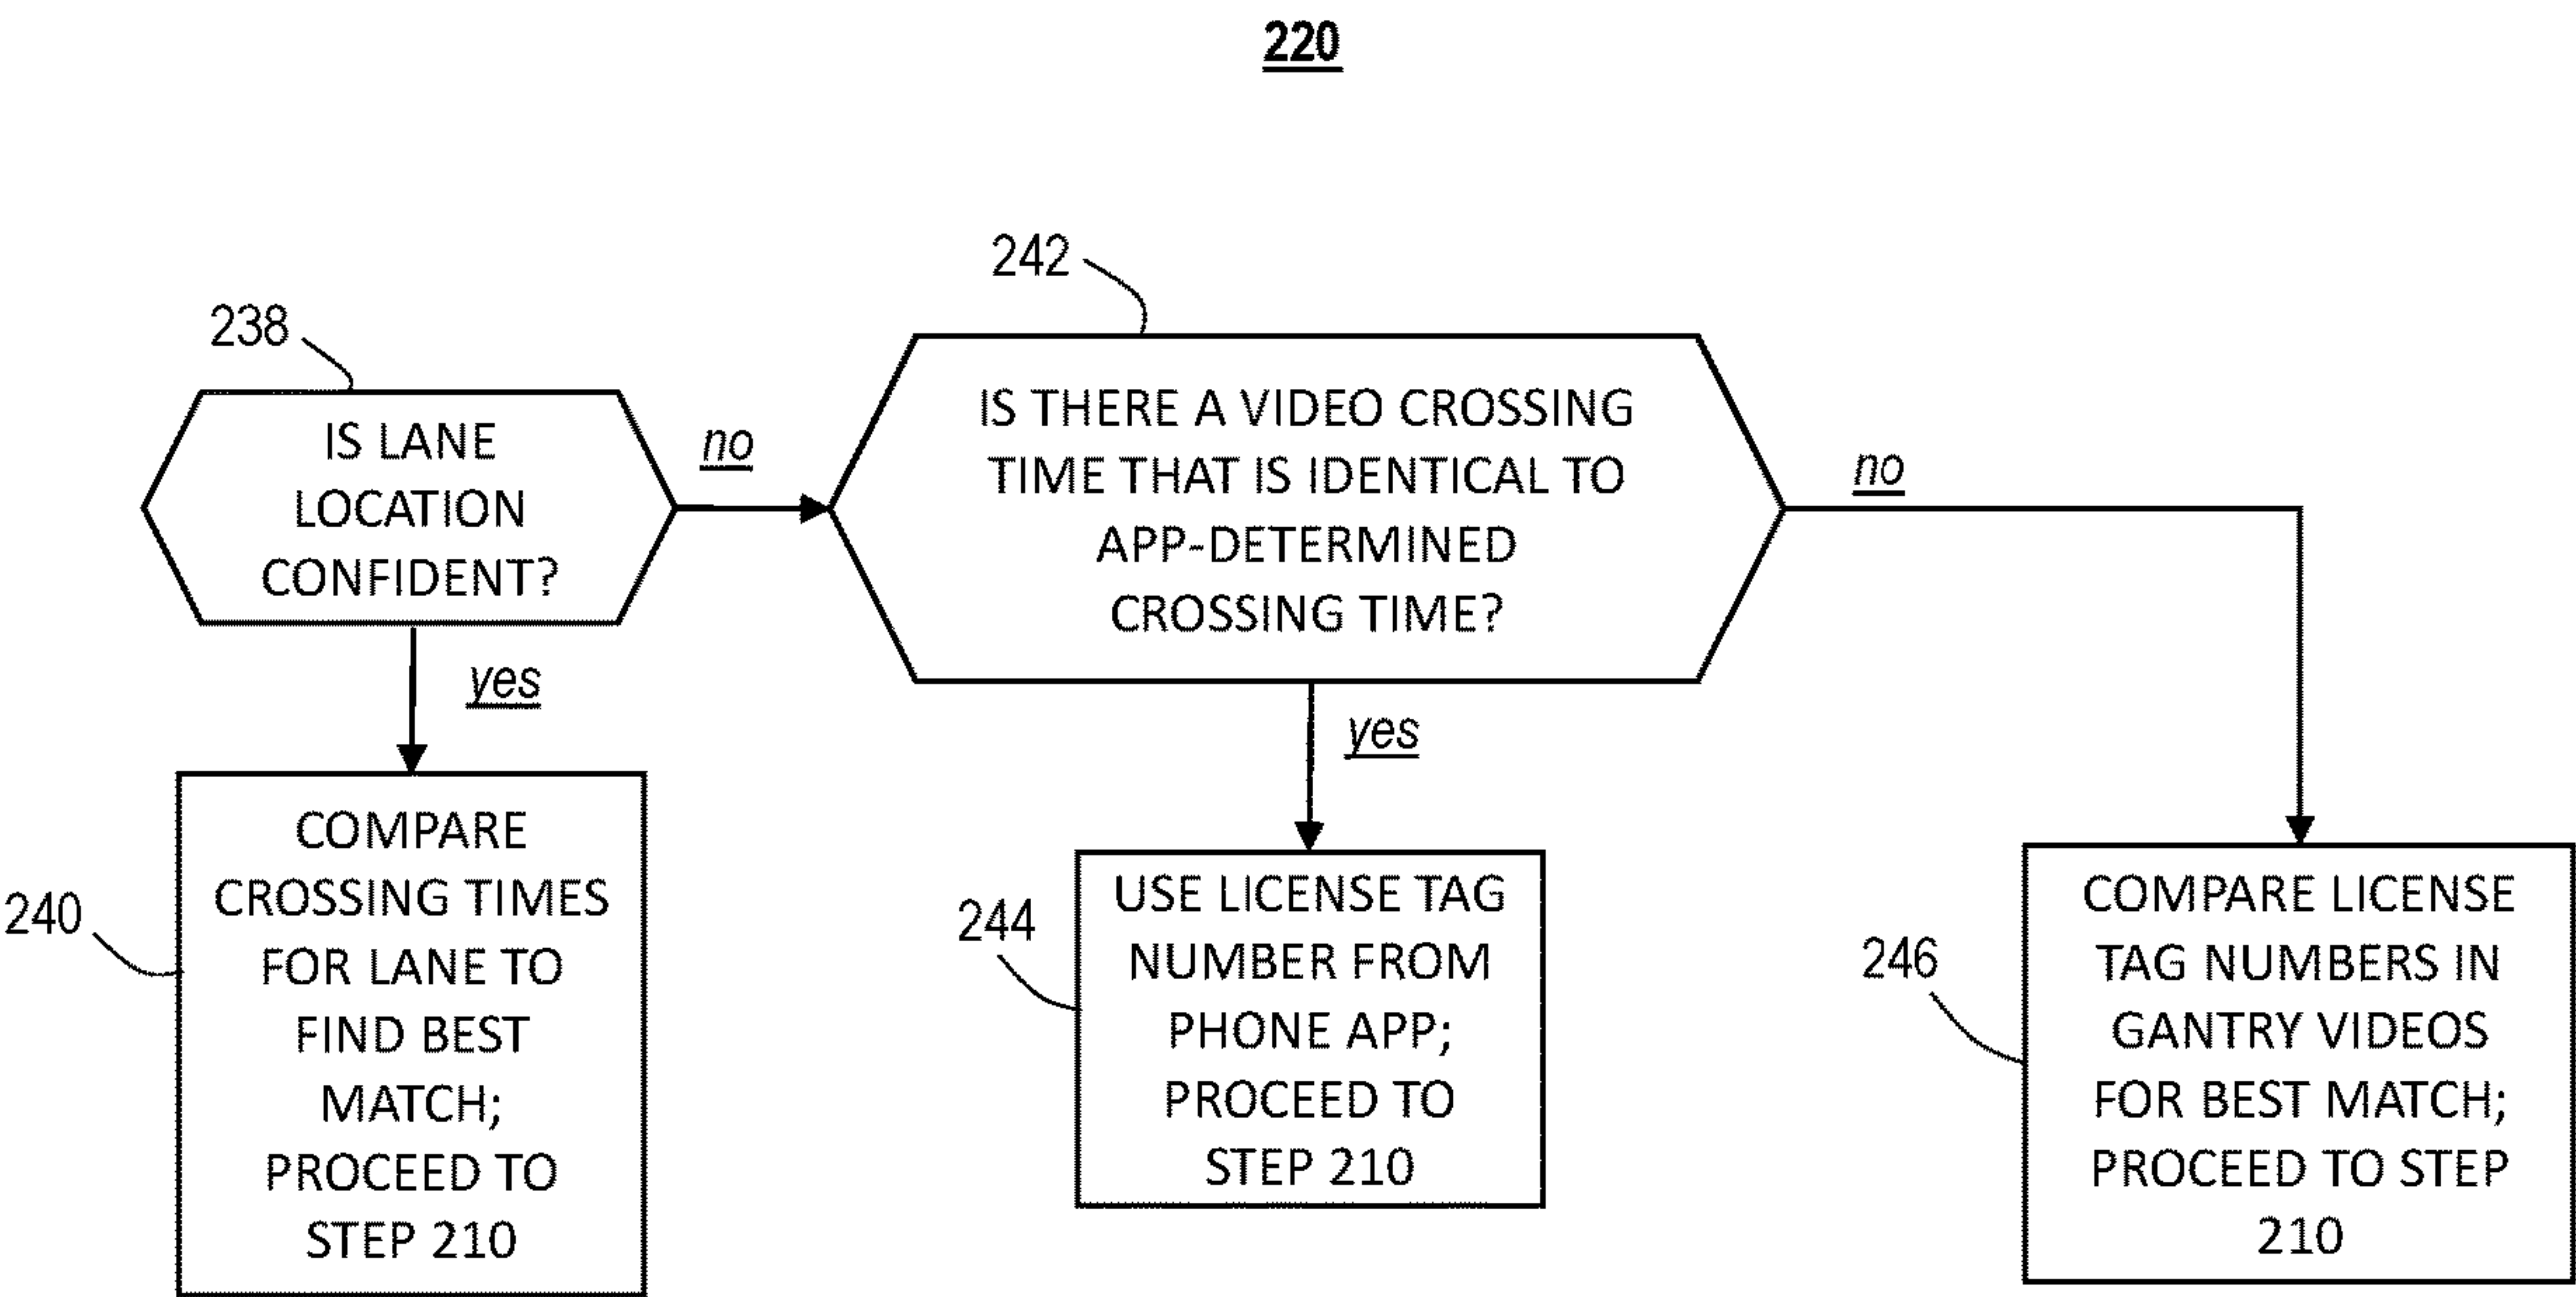 220
238
IS LANE
LOCATION
CONFIDENT?
no
yes
242
IS THERE A VIDEO CROSSING
TIME THAT IS IDENTICAL TO
APP-DETERMINED
CROSSING TIME?
no
yes
240
COMPARE
CROSSING TIMES
FOR LANE TO
FIND BEST
MATCH;
PROCEED TO
STEP 210
244
USE LICENSE TAG
NUMBER FROM
PHONE APP;
PROCEED TO
STEP 210
246
COMPARE LICENSE
TAG NUMBERS IN
GANTRY VIDEOS
FOR BEST MATCH;
PROCEED TO STEP
210